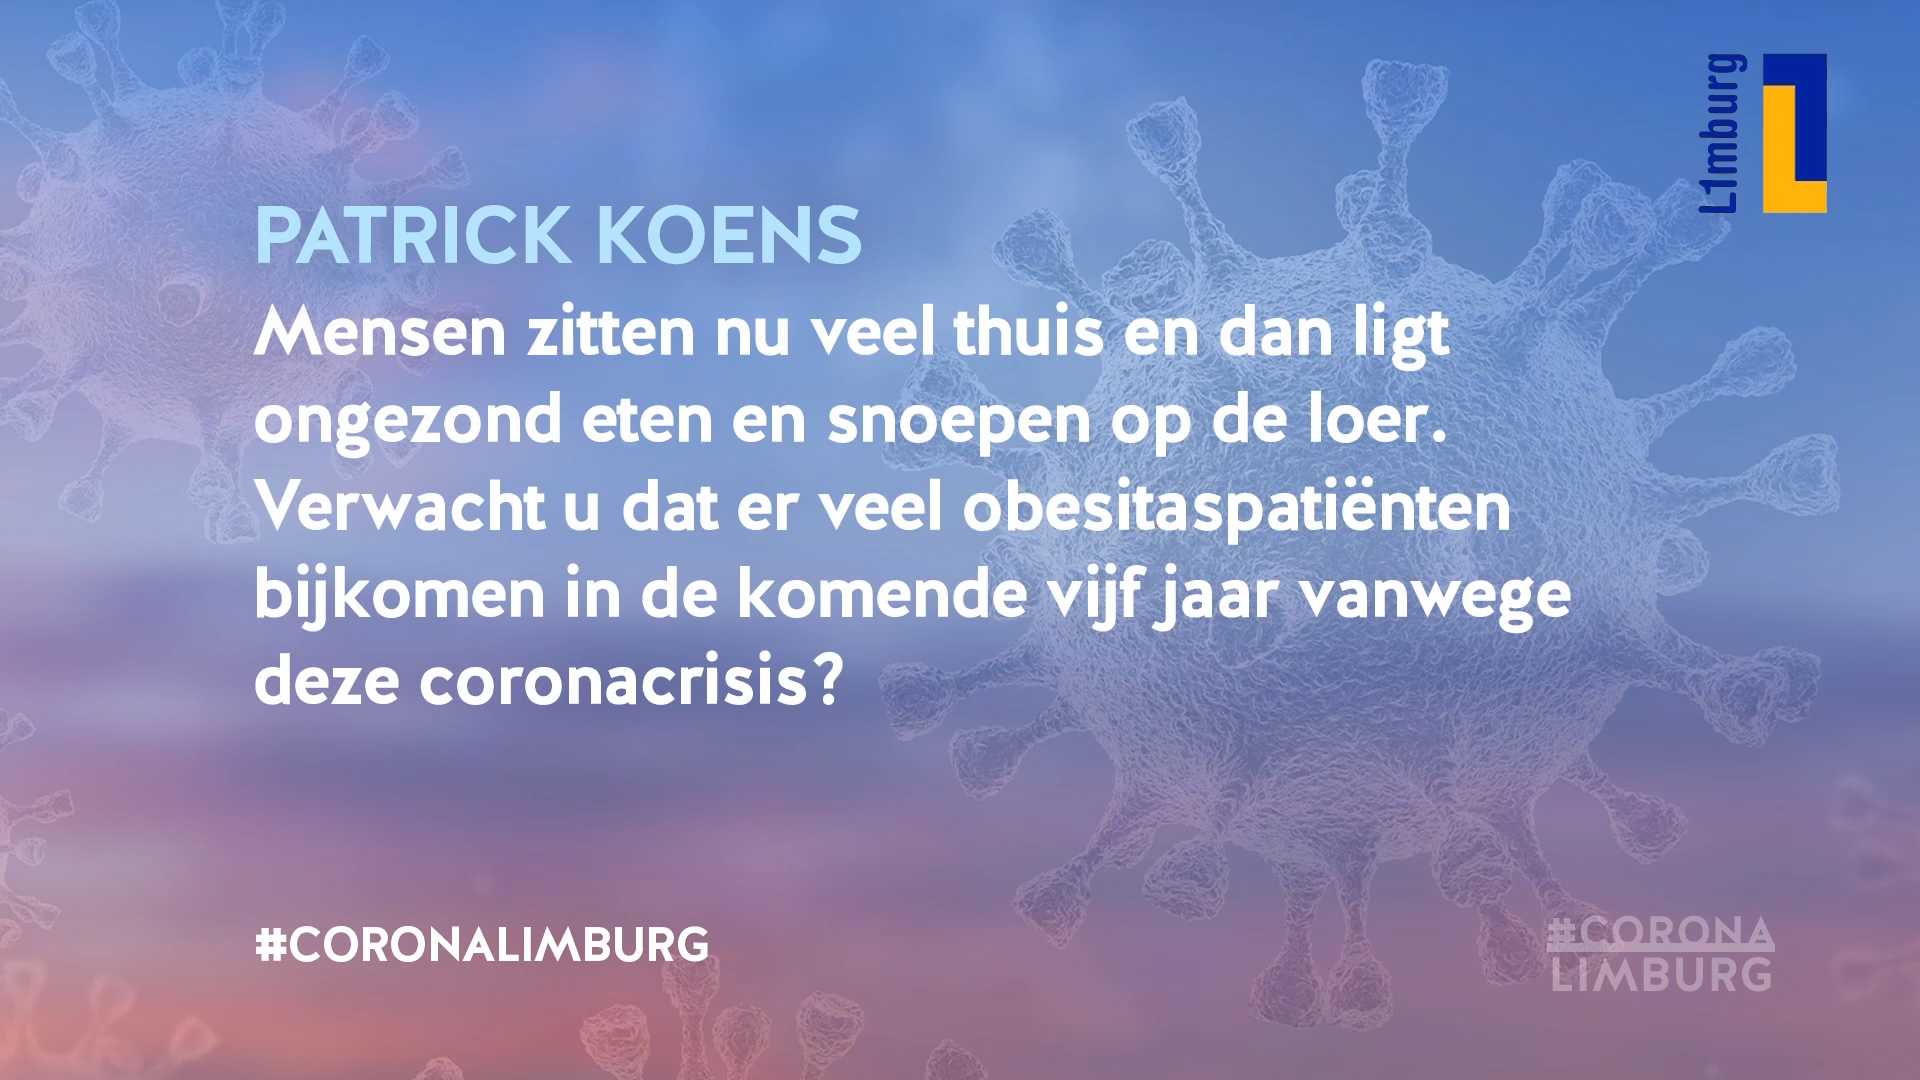 L1mburg
PATRICK KOENS
Mensen zitten nu veel thuis en dan ligt
ongezond eten en snoepen op de loer.
Verwacht u dat er veel obesitaspatiënten
bijkomen in de komende vijf jaar vanwege
deze coronacrisis?
#CORONALIMBURG
#CORONA
LIMBURG